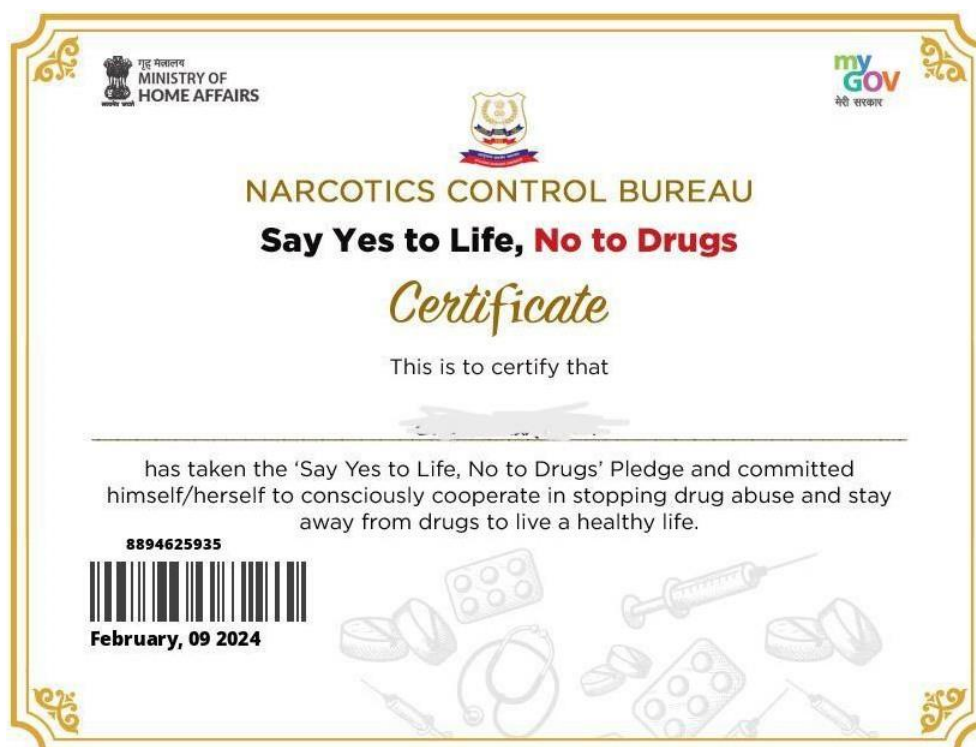 गृह मंत्रालय
MINISTRY OF
HOME AFFAIRS
सत्यमेव जयते
my
GOV
मेरी सरकार
NARCOTICS CONTROL BUREAU
Say Yes to Life, No to Drugs
Certificate
This is to certify that
has taken the ‘Say Yes to Life, No to Drugs’ Pledge and committed
himself/herself to consciously cooperate in stopping drug abuse and stay
away from drugs to live a healthy life.
8894625935
February, 09 2024